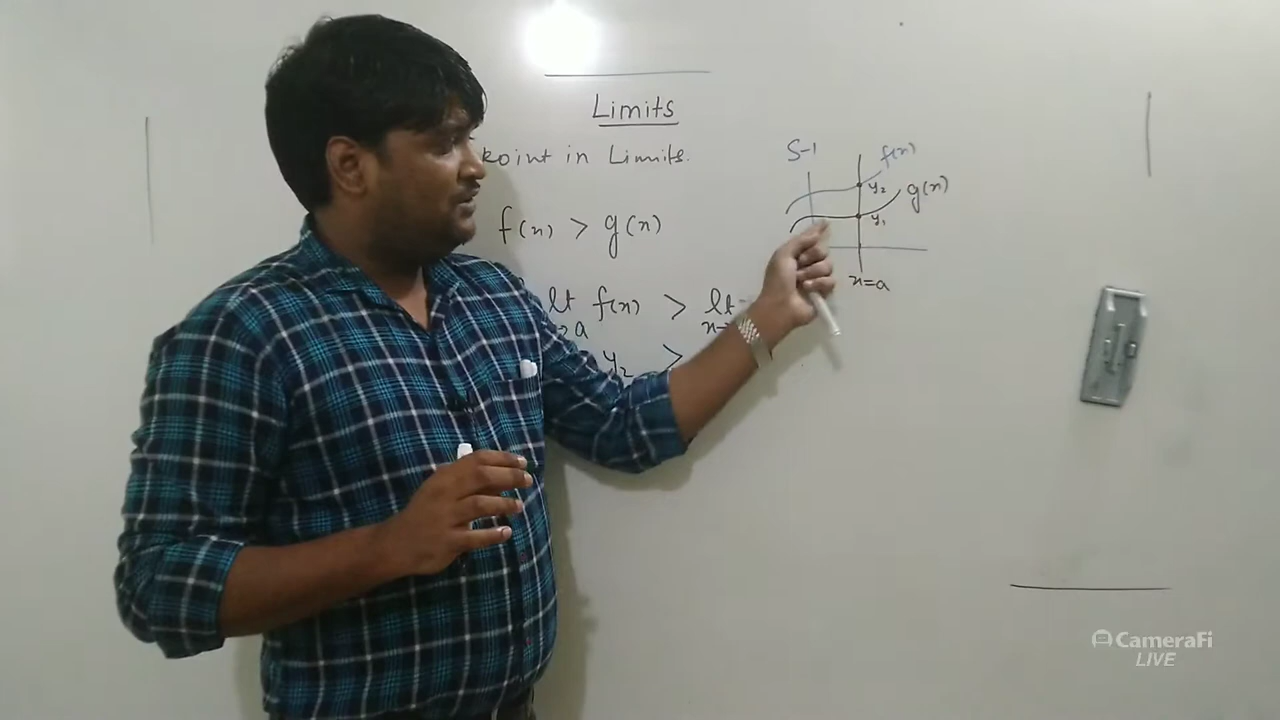 Limits
point in Limits.
f(x) > g(x)
lt f(x) > lt
a
y₂ >
S-1
f(x)
y₂
g(x)
y₁
x=a
CameraFi
LIVE